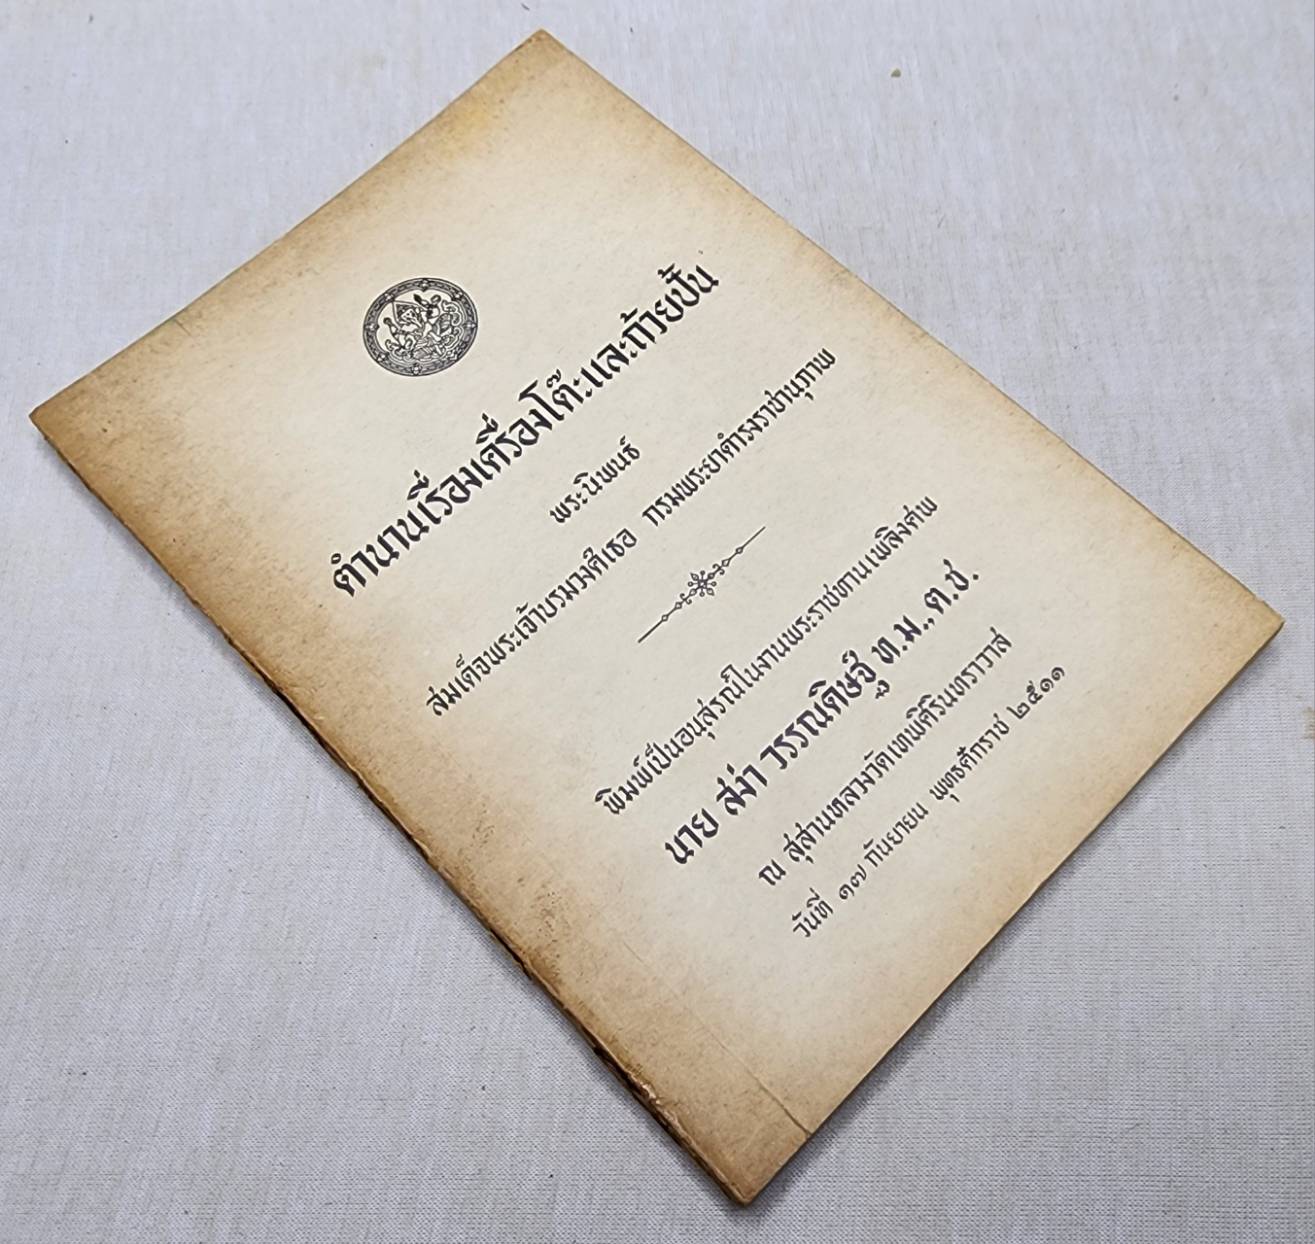 ตำนานเรื่องเครื่องโต๊ะและถ้วยปั้น
พระนิพนธ์
สมเด็จพระเจ้าบรมวงศ์เธอ กรมพระยาดำรงราชานุภาพ
พิมพ์เป็นอนุสรณ์ในงานพระราชทานเพลิงศพ
นาย สง่า วรรณดิษฐ์ ท.ม.,ต.ช.
ณ สุสานหลวงวัดเทพศิรินทราวาส
วันที่ ๑๗ กันยายน พุทธศักราช ๒๕๑๑